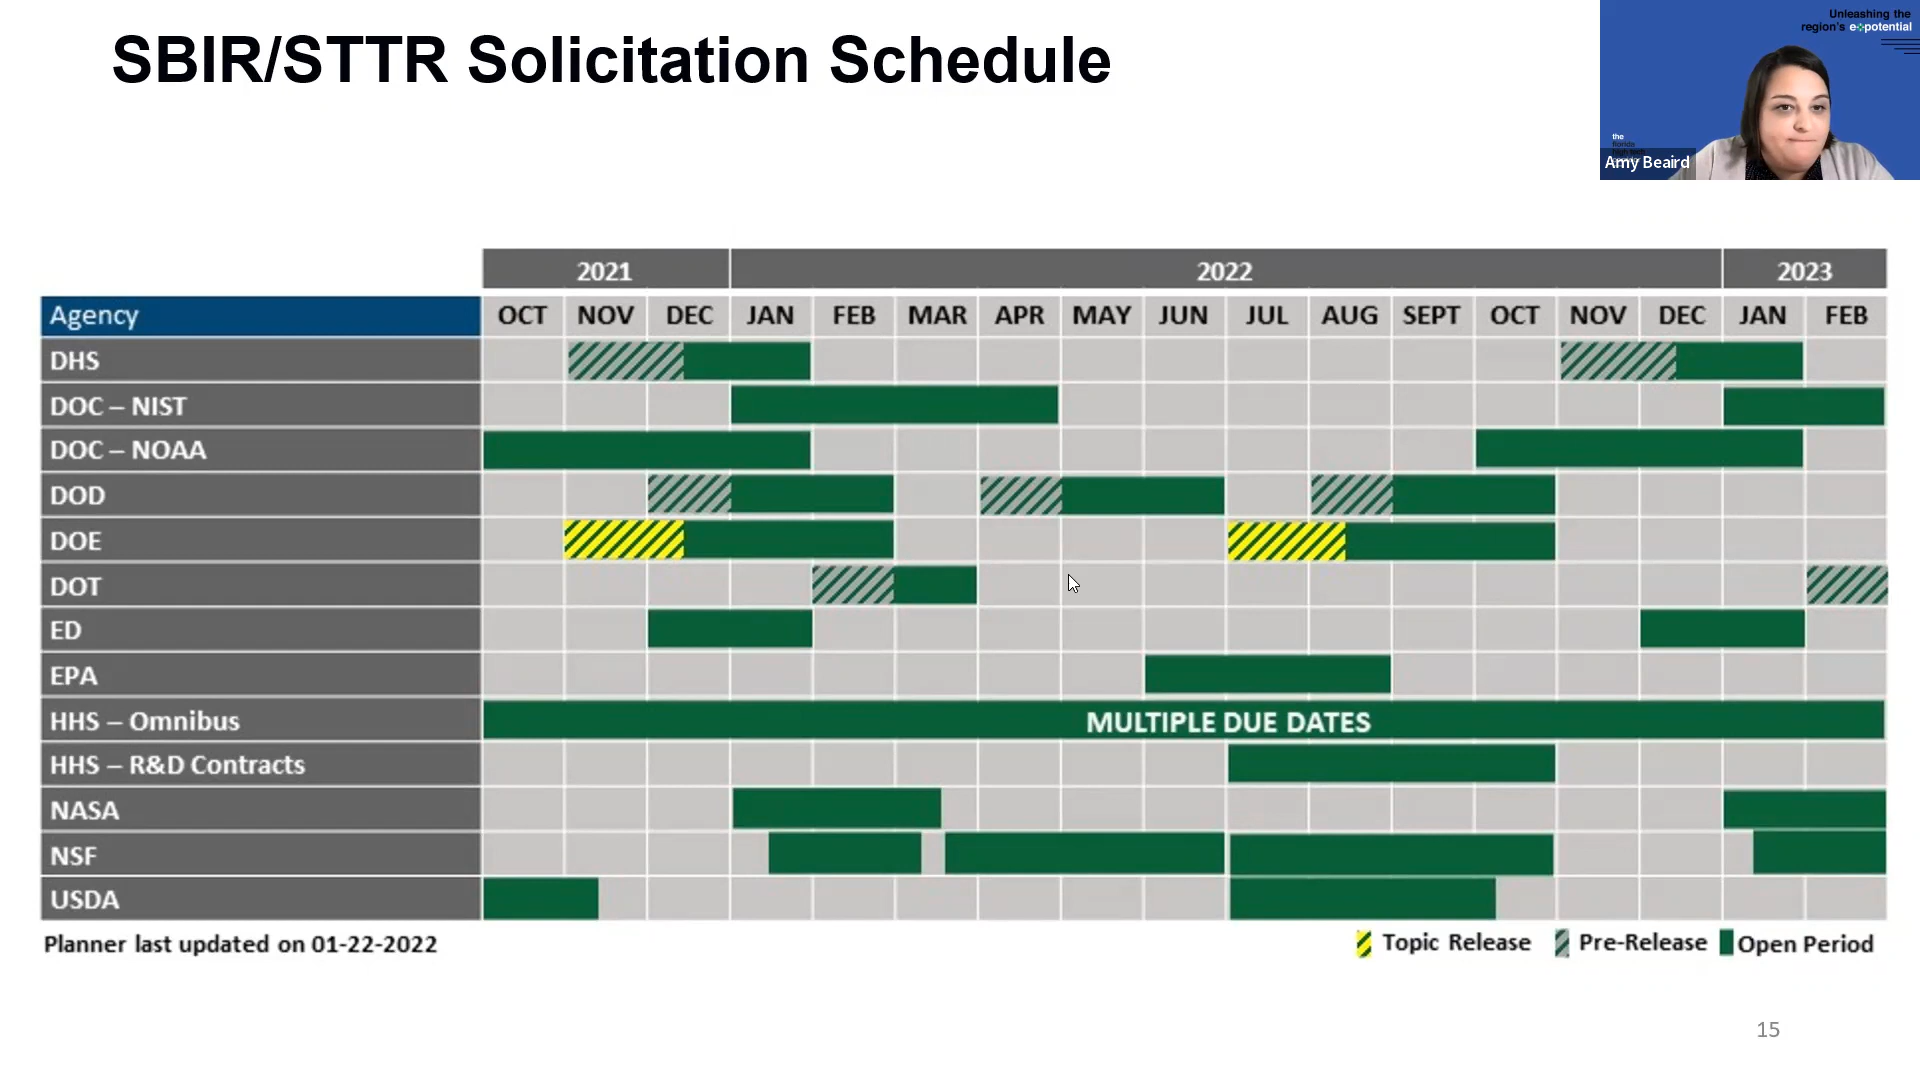 SBIR/STTR Solicitation Schedule
Unleashing the
region's e potential
the
florida
Amy Beaird
2021 2022 2023
Agency OCT NOV DEC JAN FEB MAR APR MAY JUN JUL AUG SEPT OCT NOV DEC JAN FEB
DHS
DOC – NIST
DOC – NOAA
DOD
DOE
DOT
ED
EPA
HHS – Omnibus MULTIPLE DUE DATES
HHS – R&D Contracts
NASA
NSF
USDA
Planner last updated on 01-22-2022 Topic Release Pre-Release Open Period
15